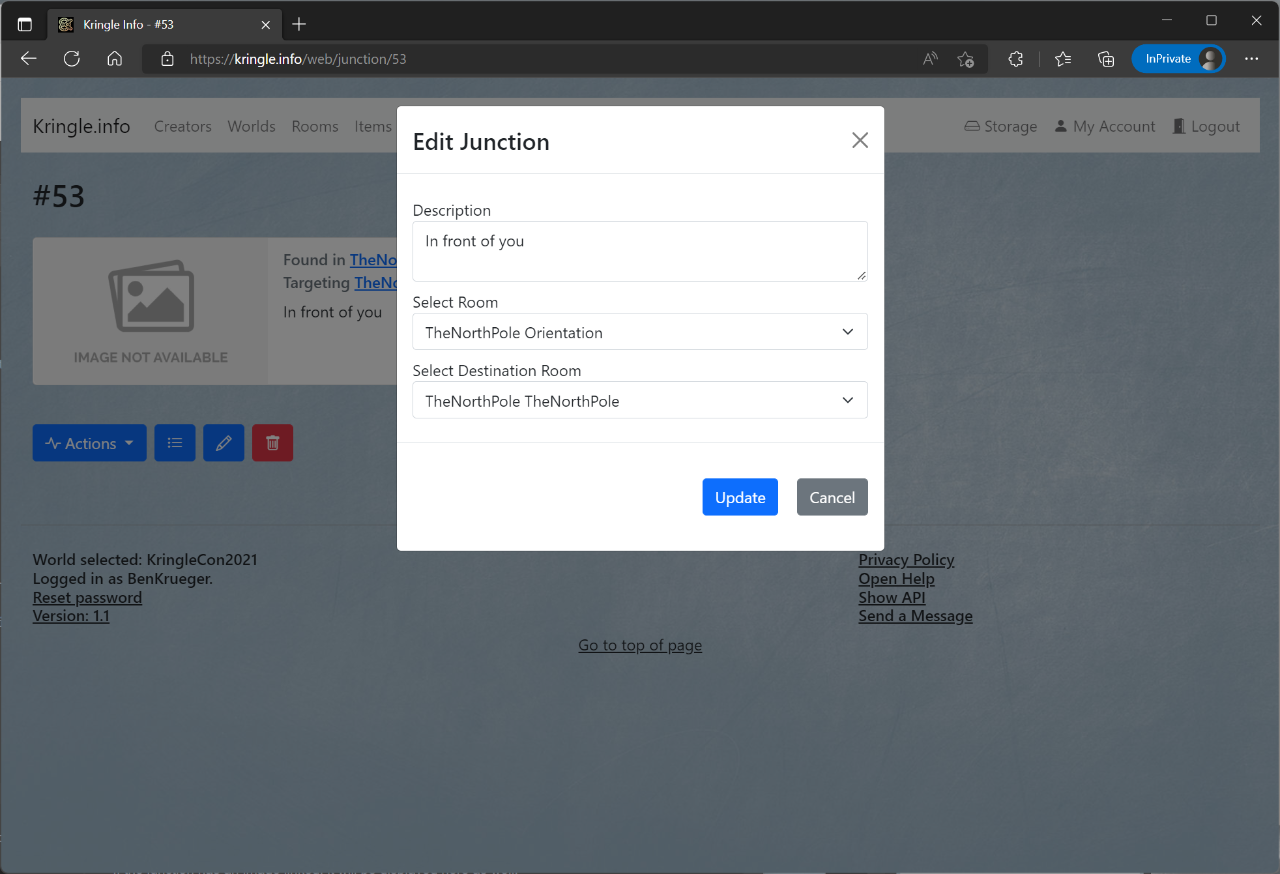 Kringle Info - #53
https://kringle.info/web/junction/53
InPrivate
Kringle.info Creators Worlds Rooms Items
Storage My Account Logout
#53
IMAGE NOT AVAILABLE
Found in TheNo
Targeting TheNo
In front of you
Actions
Edit Junction
Description
In front of you
Select Room
TheNorthPole Orientation
Select Destination Room
TheNorthPole TheNorthPole
Update Cancel
World selected: KringleCon2021
Logged in as BenKrueger.
Reset password
Version: 1.1
Privacy Policy
Open Help
Show API
Send a Message
Go to top of page